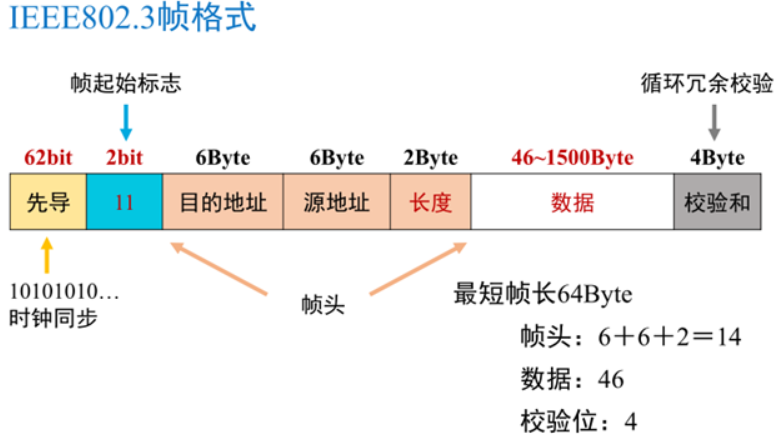 IEEE802.3帧格式
帧起始标志
循环冗余校验
62bit 2bit 6Byte 6Byte 2Byte 46~1500Byte 4Byte
先导 11 目的地址 源地址 长度 数据 校验和
10101010…
时钟同步
帧头
最短帧长64Byte
帧头：6＋6＋2＝14
数据：46
校验位：4